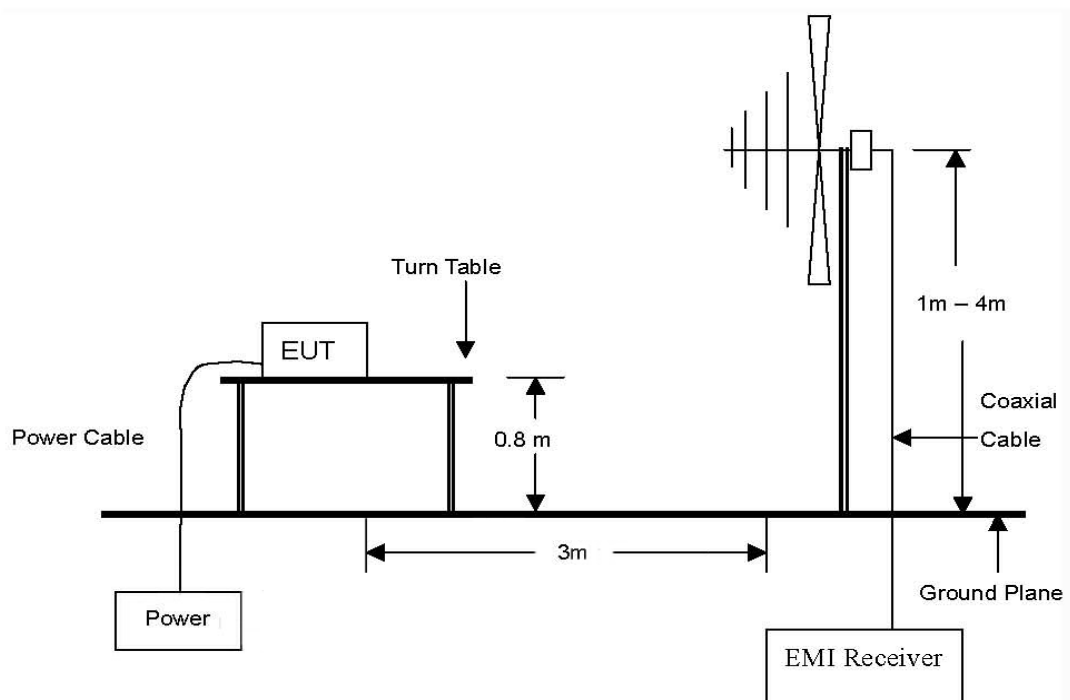 Turn Table
1m – 4m
EUT
Coaxial
Cable
Power Cable
0.8 m
3m
Ground Plane
Power
EMI Receiver